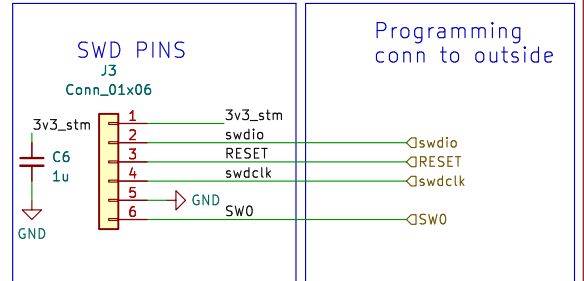 Programming
conn to outside
SWD PINS
J3
Conn_01x06
3v3_stm
C6
1u
GND
1
2
3
4
5
6
3v3_stm
swdio
RESET
swdclk
GND
SWO
swdio
RESET
swdclk
SWO